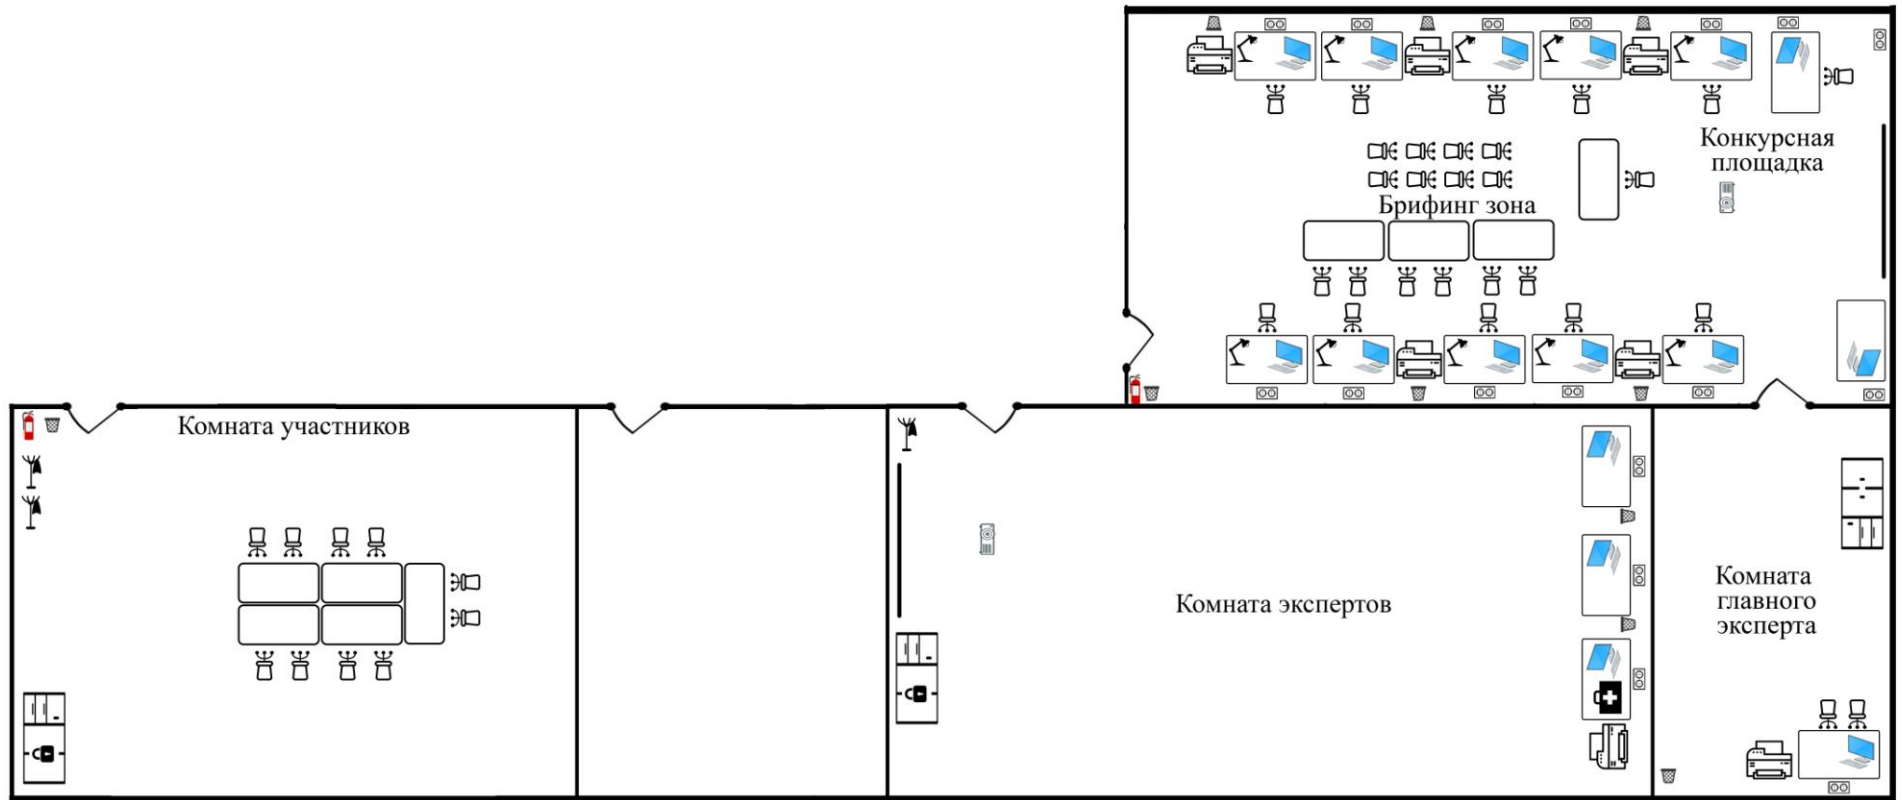 Конкурсная
площадка
Брифинг зона
Комната участников
Комната экспертов
Комната
главного
эксперта